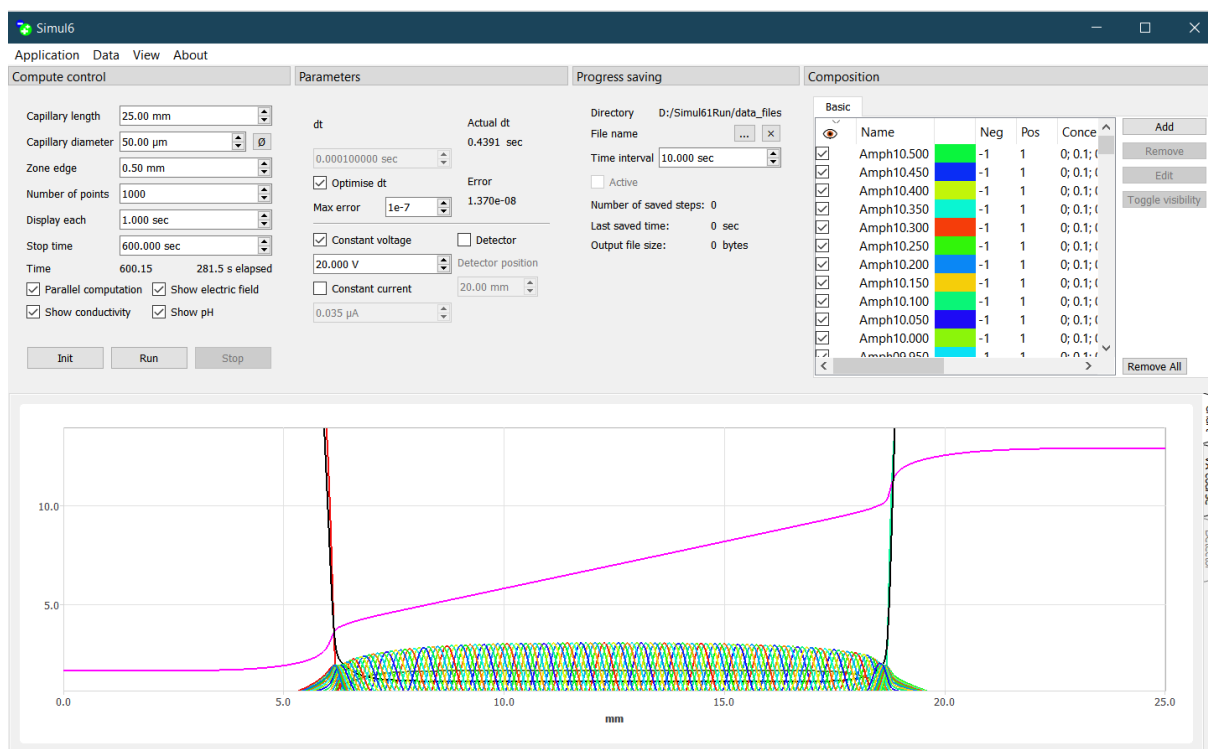 Simul6
Application Data View About
Compute control
Capillary length 25.00 mm
Capillary diameter 50.00 µm Ø
Zone edge 0.50 mm
Number of points 1000
Display each 1.000 sec
Stop time 600.000 sec
Time 600.15 281.5 s elapsed
Parallel computation Show electric field
Show conductivity Show pH
Init Run Stop
Parameters
dt Actual dt
0.4391 sec
0.000100000 sec
Optimise dt Error
Max error 1e-7 1.370e-08
Constant voltage Detector
20.000 V Detector position
Constant current 20.00 mm
0.035 µA
Progress saving
Directory D:/Simul61Run/data_files
File name ... ×
Time interval 10.000 sec
Active
Number of saved steps: 0
Last saved time: 0 sec
Output file size: 0 bytes
Composition
Basic
Name Neg Pos Conce
Amph10.500 -1 1 0; 0.1; (
Amph10.450 -1 1 0; 0.1; (
Amph10.400 -1 1 0; 0.1; (
Amph10.350 -1 1 0; 0.1; (
Amph10.300 -1 1 0; 0.1; (
Amph10.250 -1 1 0; 0.1; (
Amph10.200 -1 1 0; 0.1; (
Amph10.150 -1 1 0; 0.1; (
Amph10.100 -1 1 0; 0.1; (
Amph10.050 -1 1 0; 0.1; (
Amph10.000 -1 1 0; 0.1; (
Amph09.950 -1 1 0; 0.1; (
Add
Remove
Edit
Toggle visibility
Remove All
10.0
5.0
0.0 5.0 10.0 15.0 20.0 25.0
mm